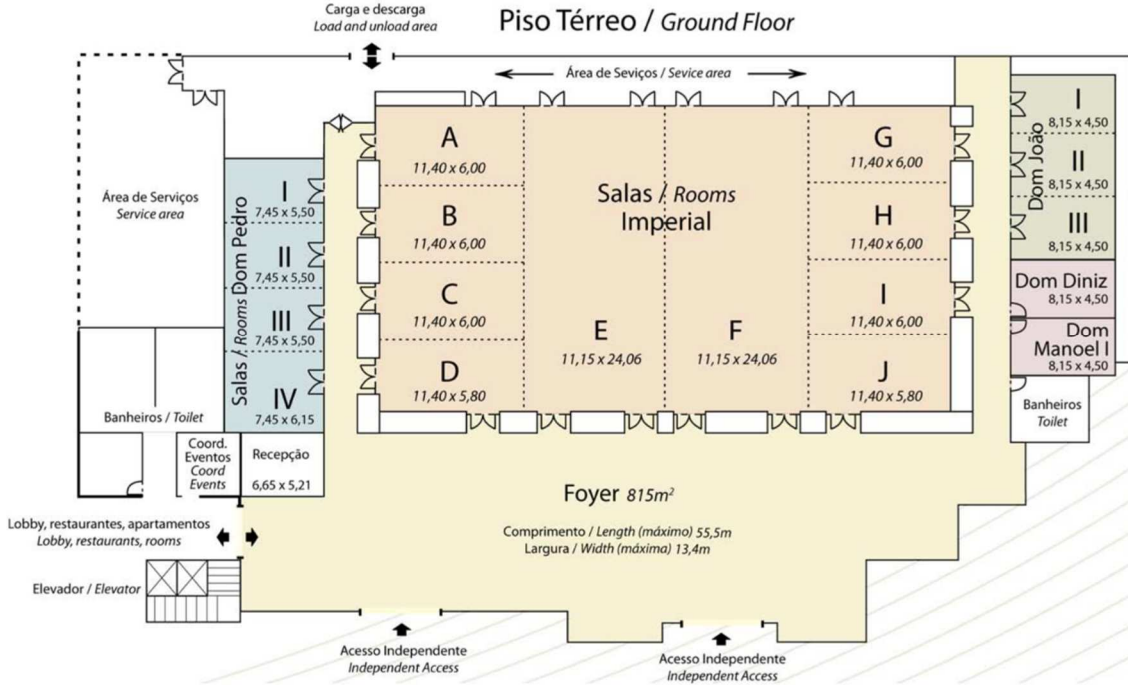 Piso Térreo / Ground Floor
Carga e descarga
Load and unload area
Área de Seviços / Sevice area
A
11,40 x 6,00
B
11,40 x 6,00
C
11,40 x 6,00
D
11,40 x 5,80
Salas / Rooms
Imperial
E
11,15 x 24,06
F
11,15 x 24,06
G
11,40 x 6,00
H
11,40 x 6,00
I
11,40 x 6,00
J
11,40 x 5,80
Área de Serviços
Service area
Salas / Rooms Dom Pedro
I
7,45 x 5,50
II
7,45 x 5,50
III
7,45 x 5,50
IV
7,45 x 6,15
Dom João
I
8,15 x 4,50
II
8,15 x 4,50
III
8,15 x 4,50
Dom Diniz
8,15 x 4,50
Dom
Manoel I
8,15 x 4,50
Banheiros
Toilet
Banheiros / Toilet
Coord.
Eventos
Coord
Events
Recepção
6,65 x 5,21
Foyer 815m²
Comprimento / Length (máximo) 55,5m
Largura / Width (máxima) 13,4m
Lobby, restaurantes, apartamentos
Lobby, restaurants, rooms
Elevador / Elevator
Acesso Independente
Independent Access
Acesso Independente
Independent Access